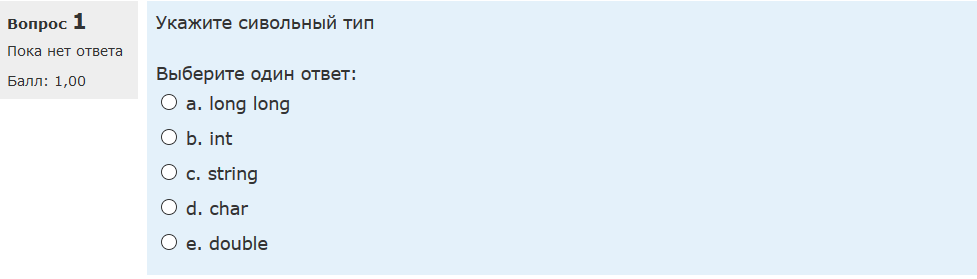 Вопрос 1
Пока нет ответа
Балл: 1,00
Укажите сивольный тип
Выберите один ответ:
a. long long
b. int
c. string
d. char
e. double